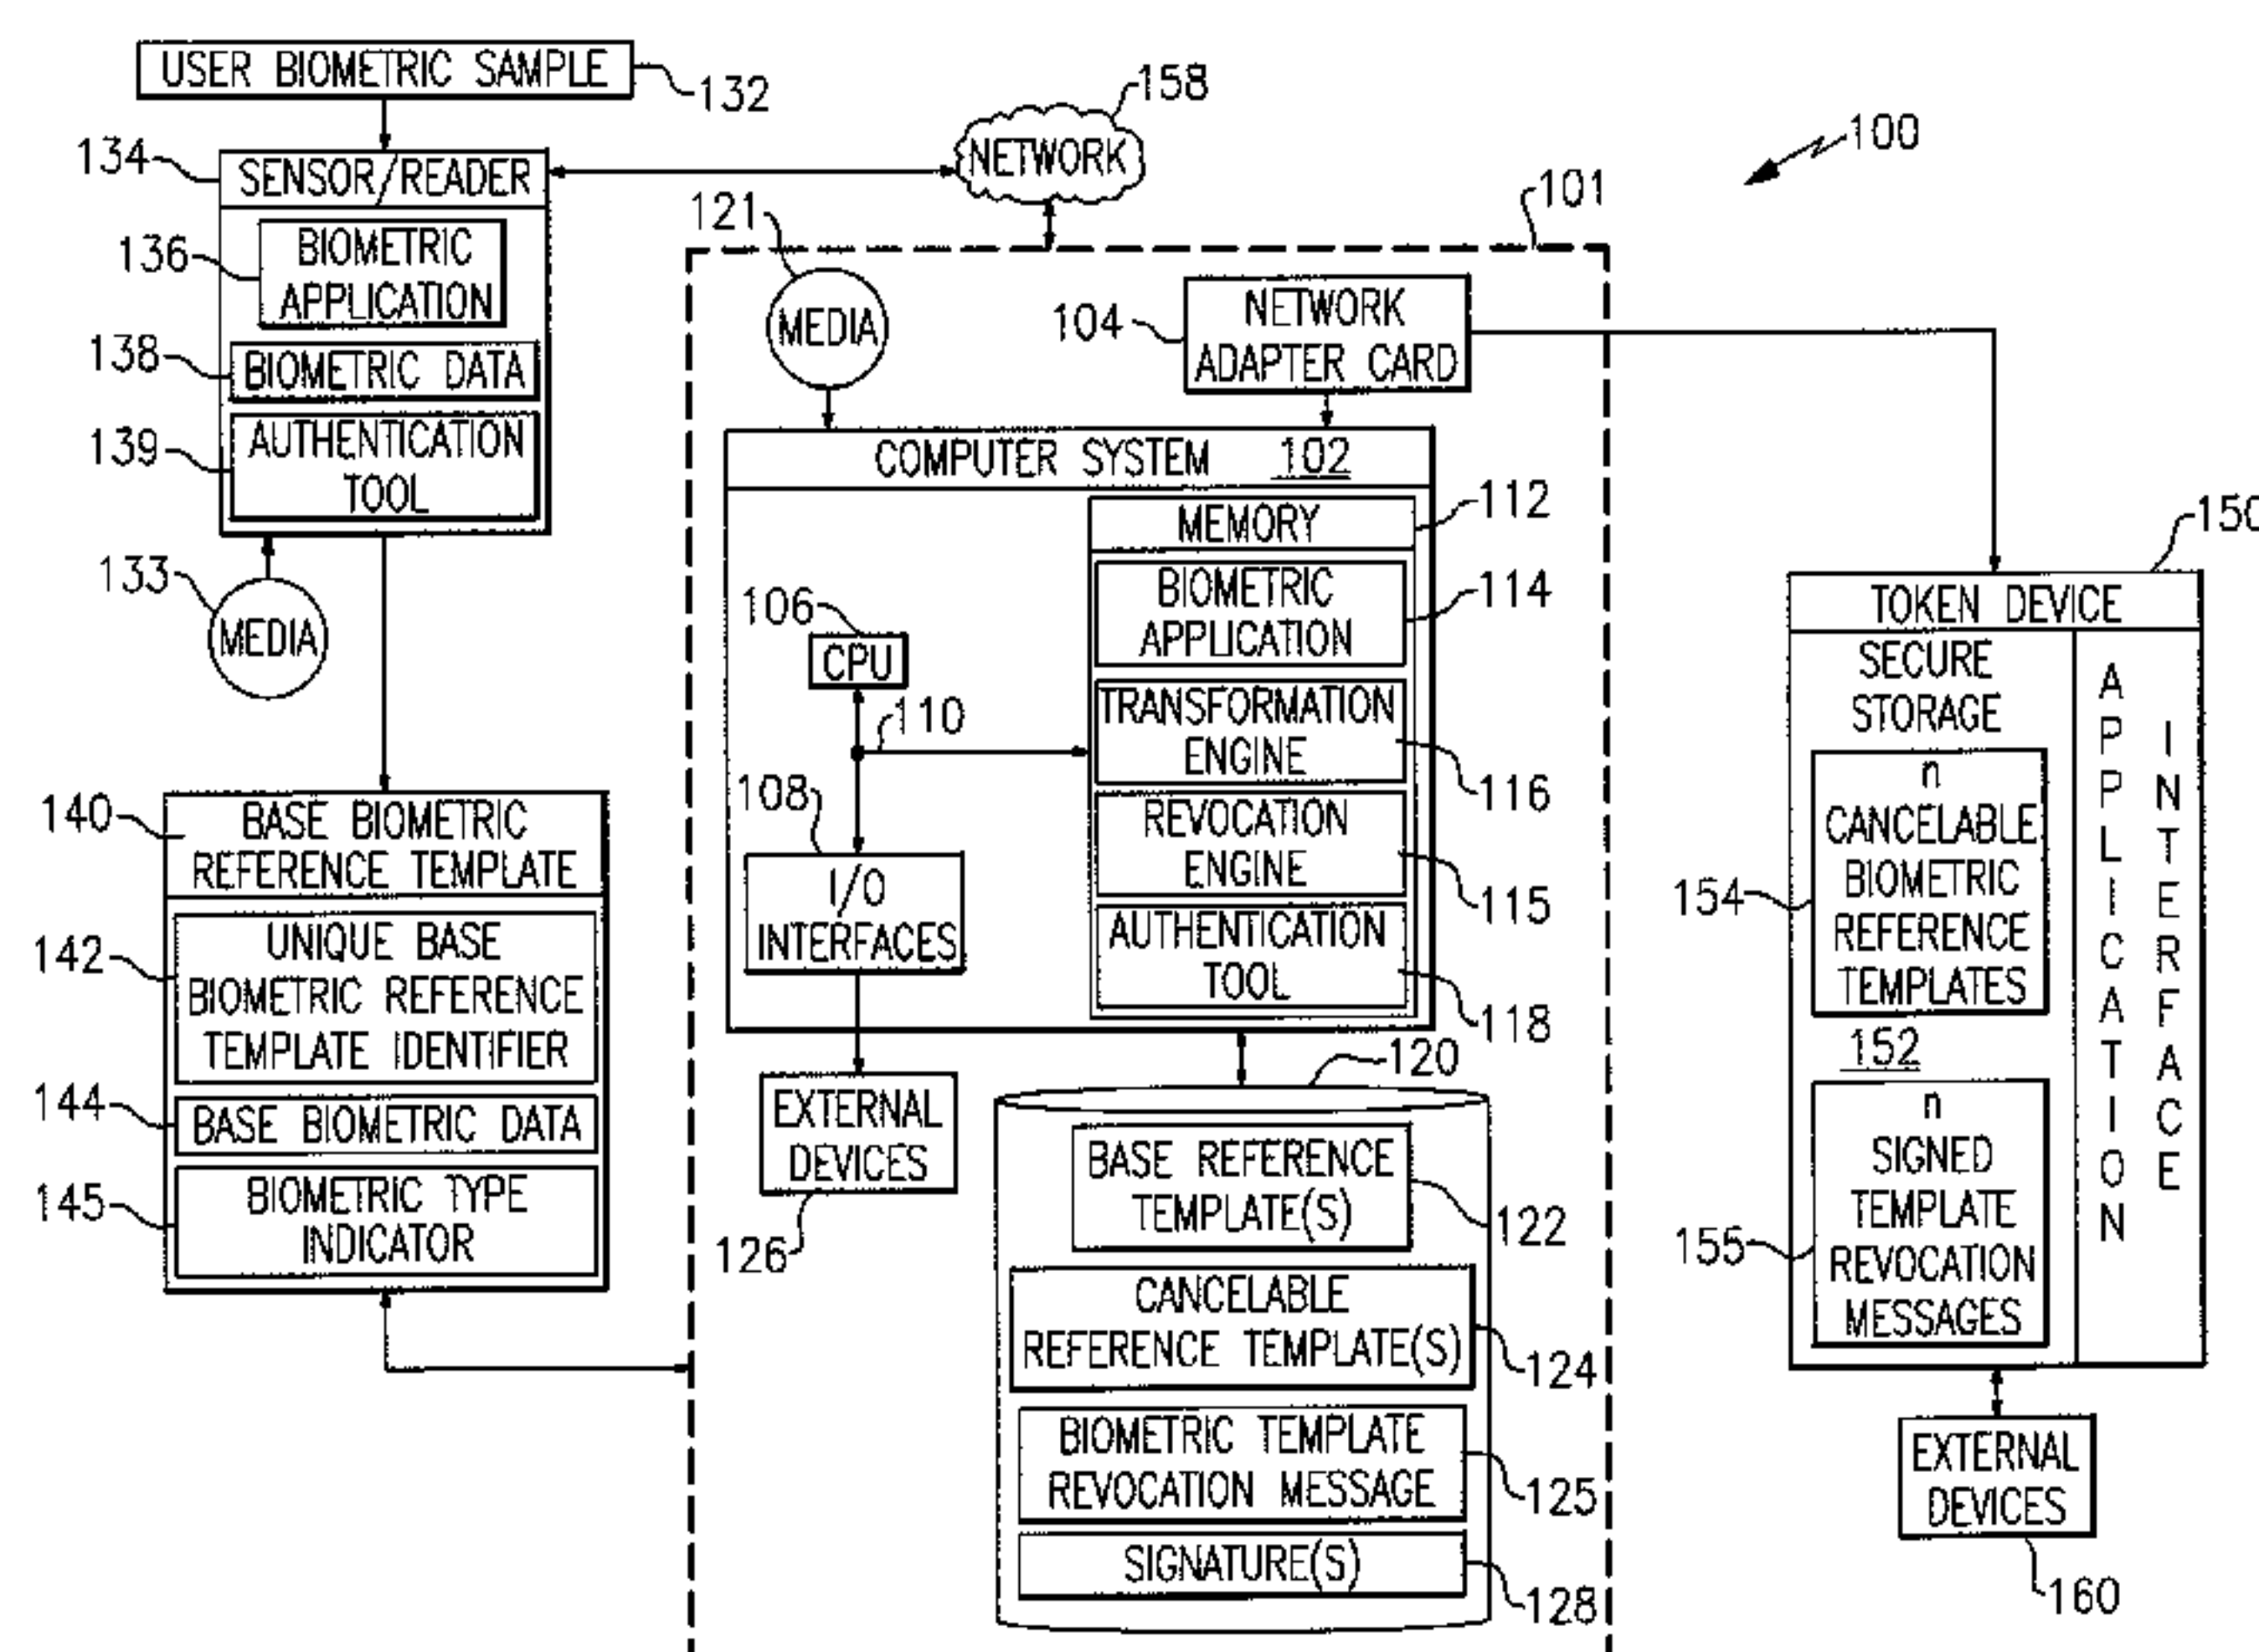 USER BIOMETRIC SAMPLE
132
134
SENSOR/READER
136
BIOMETRIC
APPLICATION
138
BIOMETRIC DATA
139
AUTHENTICATION
TOOL
133
MEDIA
140
BASE BIOMETRIC
REFERENCE TEMPLATE
142
UNIQUE BASE
BIOMETRIC REFERENCE
TEMPLATE IDENTIFIER
144
BASE BIOMETRIC DATA
145
BIOMETRIC TYPE
INDICATOR
158
NETWORK
100
101
121
MEDIA
104
NETWORK
ADAPTER CARD
COMPUTER SYSTEM 102
MEMORY
112
BIOMETRIC
APPLICATION
114
TRANSFORMATION
ENGINE
116
REVOCATION
ENGINE
115
AUTHENTICATION
TOOL
118
106
CPU
110
108
I/O
INTERFACES
EXTERNAL
DEVICES
126
120
BASE REFERENCE
TEMPLATE(S)
122
CANCELABLE
REFERENCE TEMPLATE(S)
124
BIOMETRIC TEMPLATE
REVOCATION MESSAGE
125
SIGNATURE(S)
128
150
TOKEN DEVICE
SECURE
STORAGE
154
n
CANCELABLE
BIOMETRIC
REFERENCE
TEMPLATES
152
155
n
SIGNED
TEMPLATE
REVOCATION
MESSAGES
APPLICATION
INTERFACE
EXTERNAL
DEVICES
160